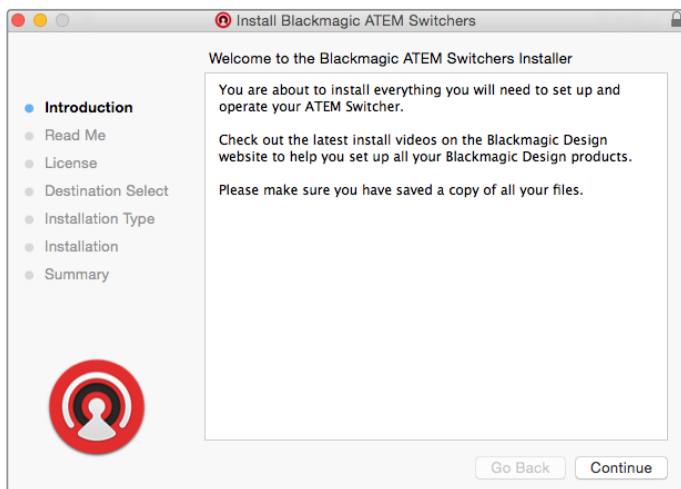 Install Blackmagic ATEM Switchers
Welcome to the Blackmagic ATEM Switchers Installer
Introduction
Read Me
License
Destination Select
Installation Type
Installation
Summary
You are about to install everything you will need to set up and
operate your ATEM Switcher.
Check out the latest install videos on the Blackmagic Design
website to help you set up all your Blackmagic Design products.
Please make sure you have saved a copy of all your files.
Go Back
Continue